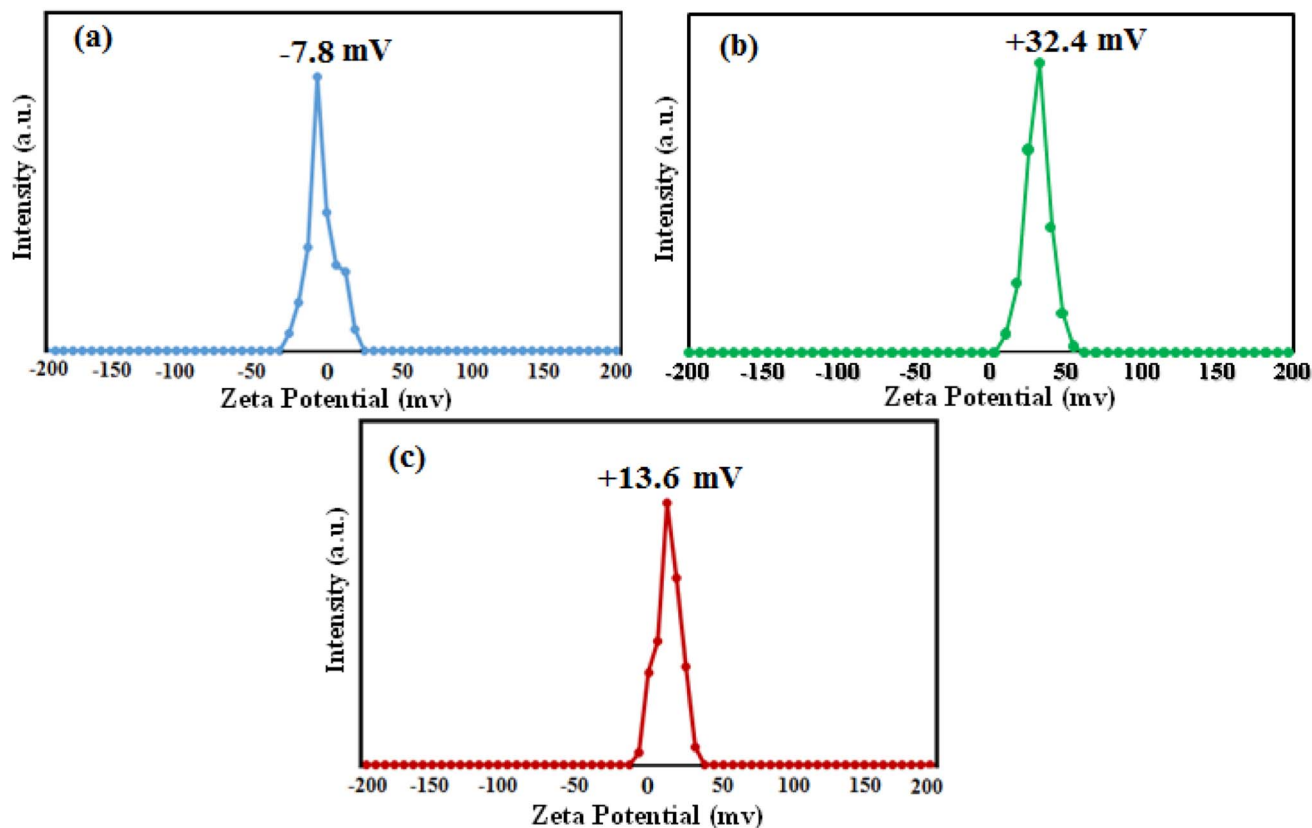 (a)
-7.8 mV
Intensity (a.u.)
-200 -150 -100 -50 0 50 100 150 200
Zeta Potential (mv)
(b)
+32.4 mV
Intensity (a.u.)
-200 -150 -100 -50 0 50 100 150 200
Zeta Potential (mv)
(c)
+13.6 mV
Intensity (a.u.)
-200 -150 -100 -50 0 50 100 150 200
Zeta Potential (mv)